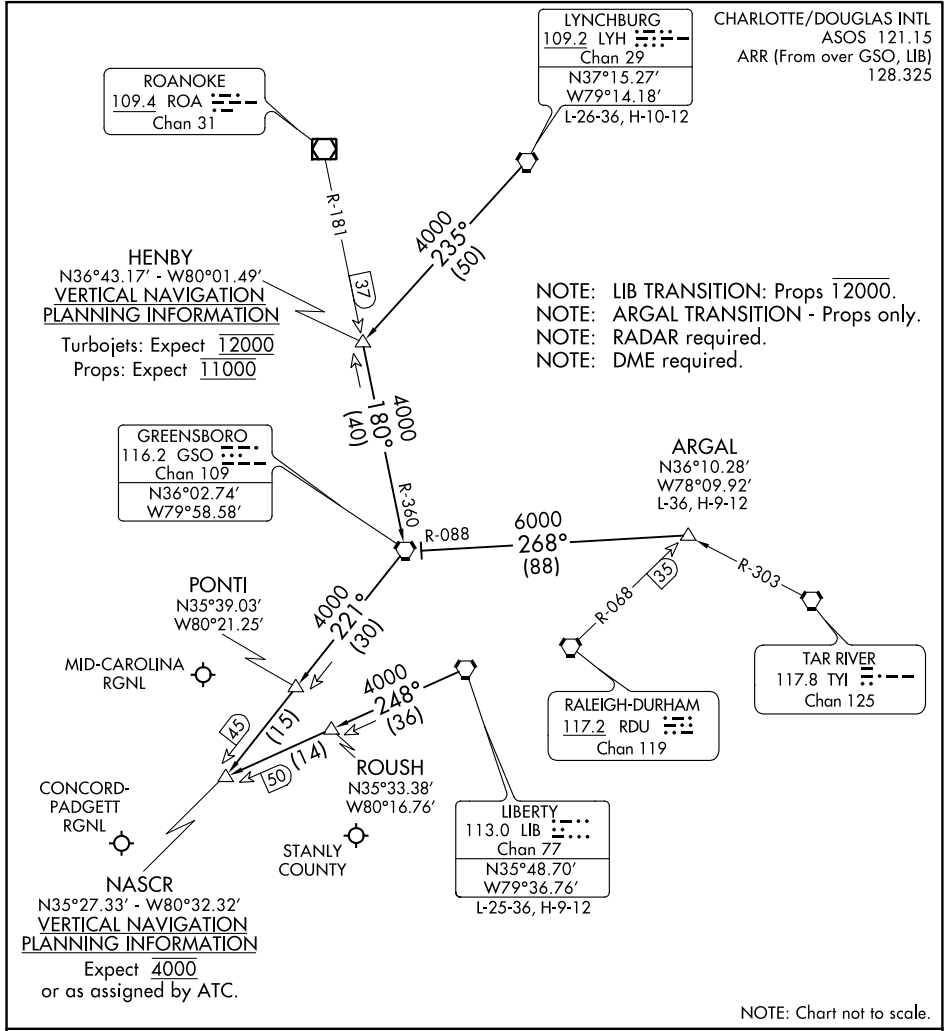 LYNCHBURG
109.2 LYH
Chan 29
N37°15.27′
W79°14.18′
L-26-36, H-10-12
CHARLOTTE/DOUGLAS INTL
ASOS 121.15
ARR (From over GSO, LIB)
128.325
ROANOKE
109.4 ROA
Chan 31
R-181
37
4000
235°
(50)
HENBY
N36°43.17′ - W80°01.49′
VERTICAL NAVIGATION
PLANNING INFORMATION
Turbojets: Expect 12000
Props: Expect 11000
NOTE: LIB TRANSITION: Props 12000.
NOTE: ARGAL TRANSITION - Props only.
NOTE: RADAR required.
NOTE: DME required.
4000
180°
(40)
R-360
GREENSBORO
116.2 GSO
Chan 109
N36°02.74′
W79°58.58′
ARGAL
N36°10.28′
W78°09.92′
L-36, H-9-12
R-088
6000
268°
(88)
R-068
35
R-303
PONTI
N35°39.03′
W80°21.25′
4000
221°
(30)
MID-CAROLINA
RGNL
TAR RIVER
117.8 TYI
Chan 125
RALEIGH-DURHAM
117.2 RDU
Chan 119
4000
248°
(36)
45
(15)
50
(14)
ROUSH
N35°33.38′
W80°16.76′
CONCORD-
PADGETT
RGNL
STANLY
COUNTY
LIBERTY
113.0 LIB
Chan 77
N35°48.70′
W79°36.76′
L-25-36, H-9-12
NASCR
N35°27.33′ - W80°32.32′
VERTICAL NAVIGATION
PLANNING INFORMATION
Expect 4000
or as assigned by ATC.
NOTE: Chart not to scale.